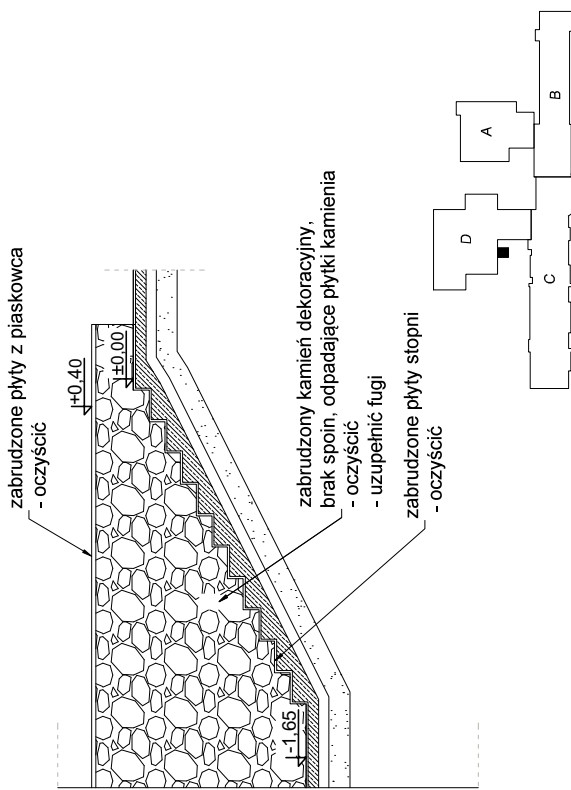 zabrudzone płyty z piaskowca
- oczyścić
+0,40
±0,00
-1,65
zabrudzony kamień dekoracyjny,
brak spoin, odpadające płytki kamienia
- oczyścić
- uzupełnić fugi
zabrudzone płyty stopni
- oczyścić
A
B
D
C